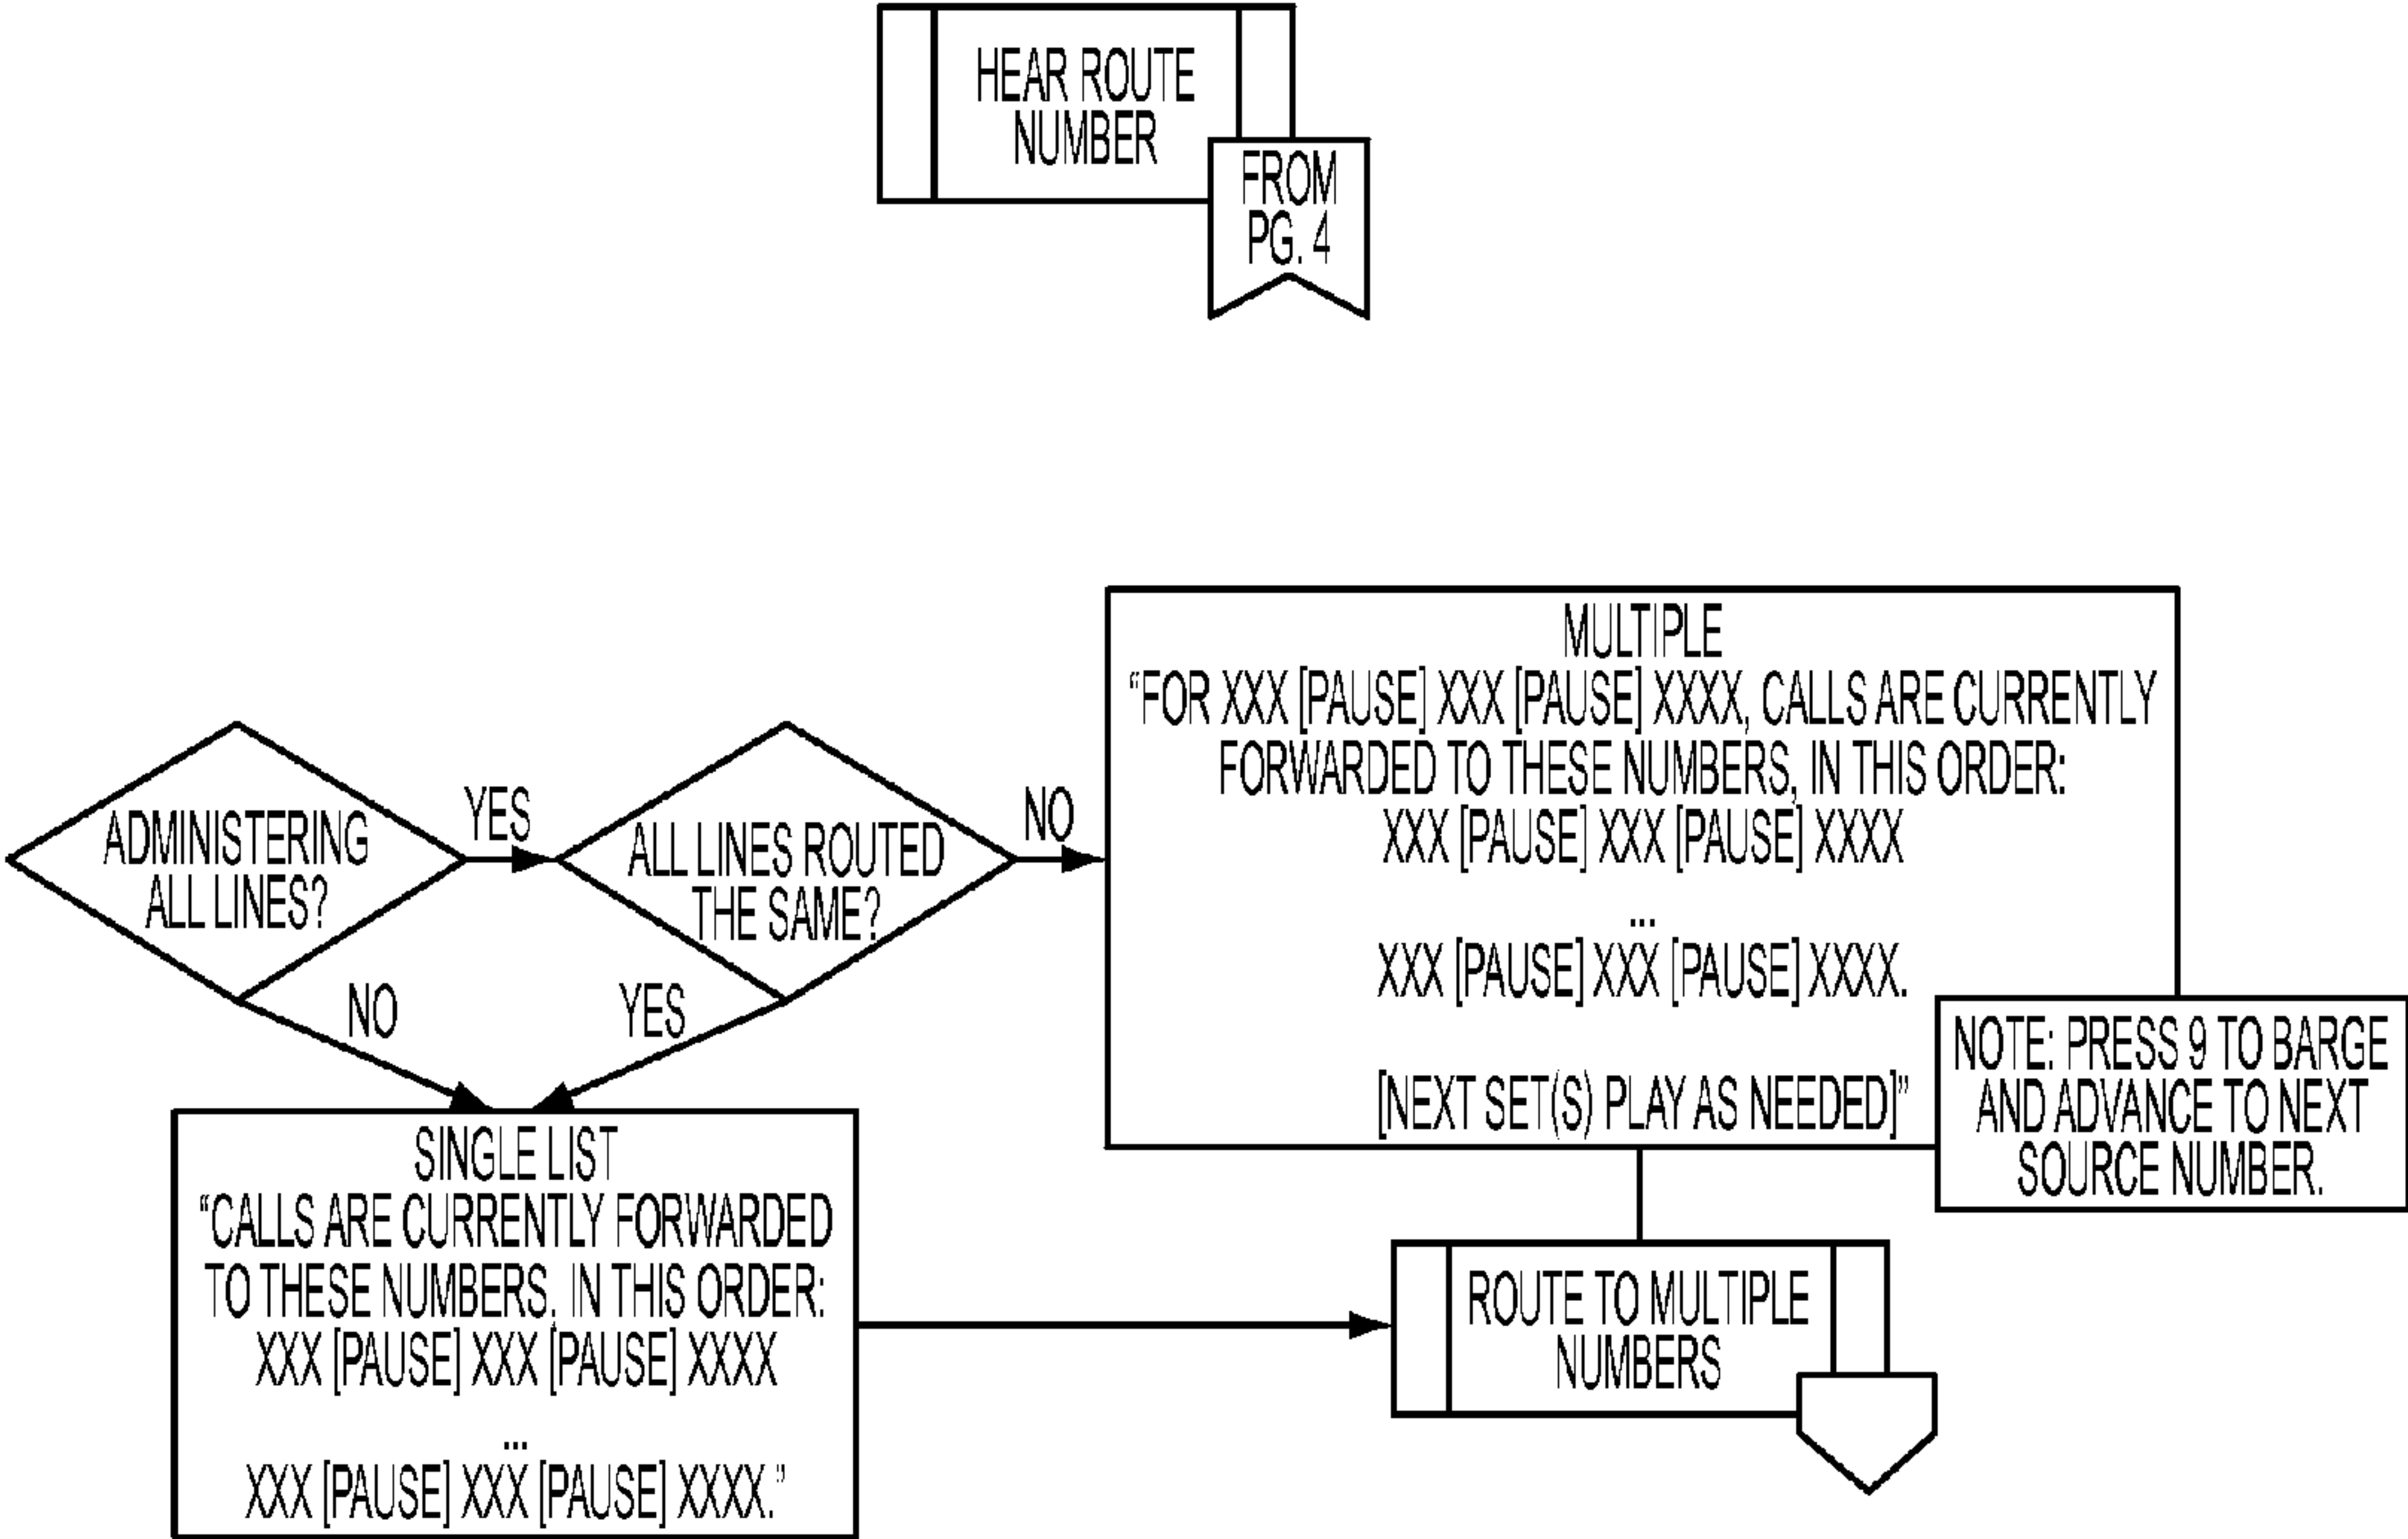 HEAR ROUTE
NUMBER
FROM
PG. 4
ADMINISTERING
ALL LINES?
YES
NO
ALL LINES ROUTED
THE SAME?
NO
YES
MULTIPLE
“FOR XXX [PAUSE] XXX [PAUSE] XXXX, CALLS ARE CURRENTLY
FORWARDED TO THESE NUMBERS, IN THIS ORDER:
XXX [PAUSE] XXX [PAUSE] XXXX
...
XXX [PAUSE] XXX [PAUSE] XXXX.
[NEXT SET(S) PLAY AS NEEDED]”
NOTE: PRESS 9 TO BARGE
AND ADVANCE TO NEXT
SOURCE NUMBER.
SINGLE LIST
“CALLS ARE CURRENTLY FORWARDED
TO THESE NUMBERS, IN THIS ORDER:
XXX [PAUSE] XXX [PAUSE] XXXX
...
XXX [PAUSE] XXX [PAUSE] XXXX.”
ROUTE TO MULTIPLE
NUMBERS